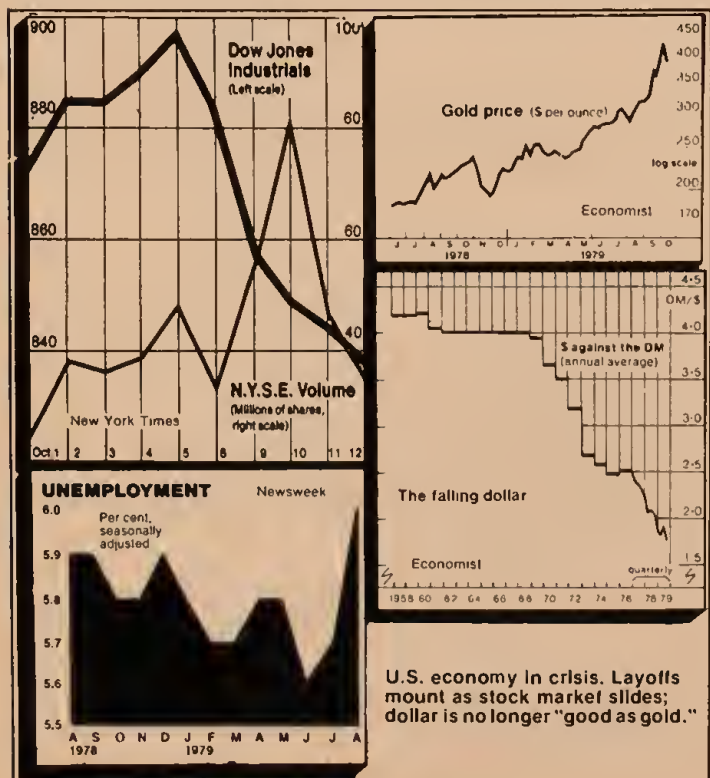 900
100
Dow Jones
Industrials
(Left scale)
880
60
860
60
840
40
N.Y.S.E. Volume
(Millions of shares,
right scale)
New York Times
Oct. 1 2 3 4 5 8 9 10 11 12
450
400
350
300
250
log scale
200
170
Gold price ($ per ounce)
Economist
J J A S O N D J F M A M J J A S O
1978 1979
4·5
DM/$
4·0
$ against the DM
(annual average)
3·5
3·0
2·5
The falling dollar
2·0
Economist
quarterly
1·5
1958 60 62 64 66 68 70 72 74 76 78 79
UNEMPLOYMENT
Newsweek
6.0
Per cent,
seasonally
adjusted
5.9
5.8
5.7
5.6
5.5
A S O N D J F M A M J J A
1978 1979
U.S. economy in crisis. Layoffs
mount as stock market slides;
dollar is no longer "good as gold."